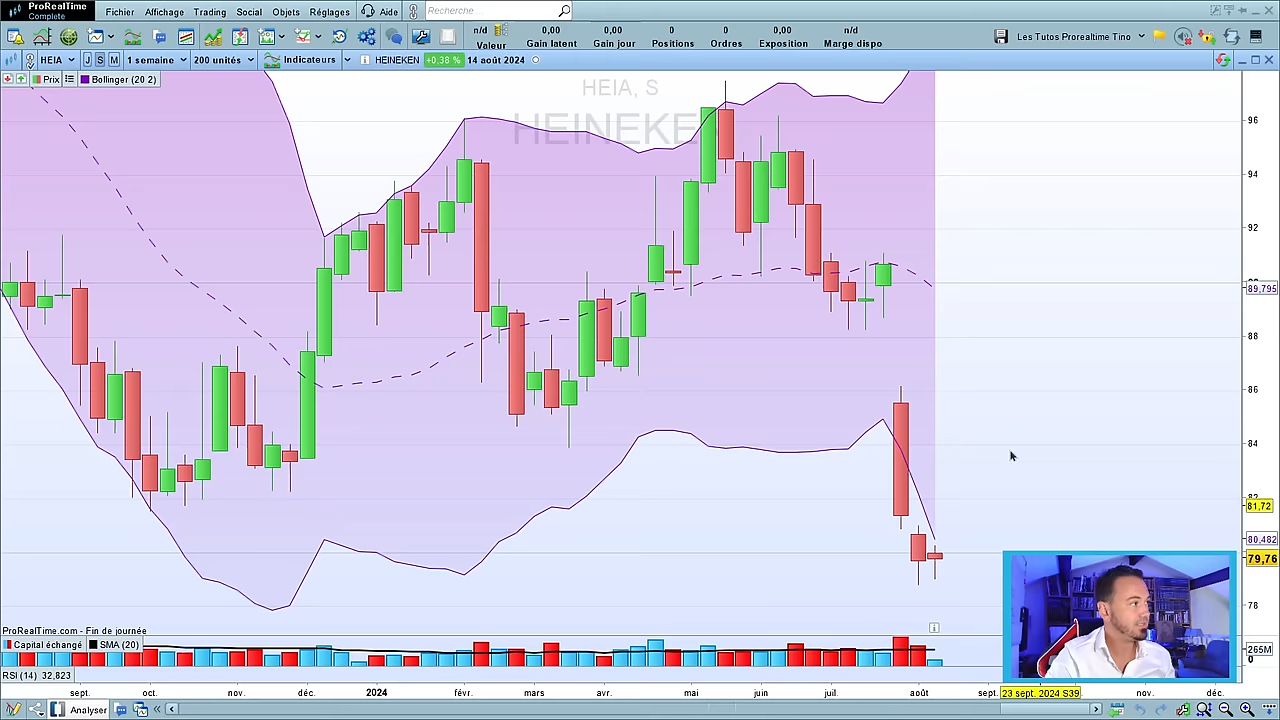 ProRealTime
Complete
Fichier Affichage Trading Social Objets Réglages Aide Recherche
n/d 0,00 0,00 0 0 0,00 n/d
Valeur Gain latent Gain jour Positions Ordres Exposition Marge dispo
Les Tutos Prorealtime Tino
HEIA J S M 1 semaine 200 unités Indicateurs i HEINEKEN +0,38 % 14 août 2024
Prix Bollinger (20 2)
HEIA, S
HEINEKEN
96
94
92
90
89,795
88
86
84
82
81,72
80,482
79,76
78
ProRealTime.com - Fin de journée
Capital échangé SMA (20)
265M
0
RSI (14) 32,823
sept. oct. nov. déc. 2024 févr. mars avr. mai juin juil. août sept. 23 sept. 2024 S39 nov. déc.
Analyser